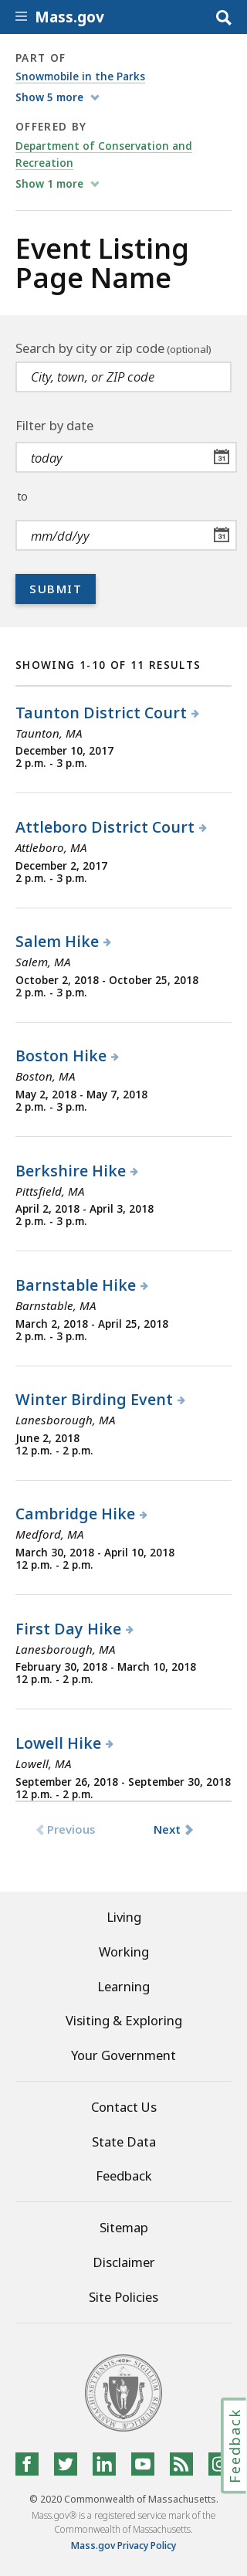 Mass.gov
PART OF
Snowmobile in the Parks
Show 5 more
OFFERED BY
Department of Conservation and
Recreation
Show 1 more
Event Listing
Page Name
Search by city or zip code (optional)
City, town, or ZIP code
Filter by date
today
31
to
mm/dd/yy
31
SUBMIT
SHOWING 1-10 OF 11 RESULTS
Taunton District Court
Taunton, MA
December 10, 2017
2 p.m. - 3 p.m.
Attleboro District Court
Attleboro, MA
December 2, 2017
2 p.m. - 3 p.m.
Salem Hike
Salem, MA
October 2, 2018 - October 25, 2018
2 p.m. - 3 p.m.
Boston Hike
Boston, MA
May 2, 2018 - May 7, 2018
2 p.m. - 3 p.m.
Berkshire Hike
Pittsfield, MA
April 2, 2018 - April 3, 2018
2 p.m. - 3 p.m.
Barnstable Hike
Barnstable, MA
March 2, 2018 - April 25, 2018
2 p.m. - 3 p.m.
Winter Birding Event
Lanesborough, MA
June 2, 2018
12 p.m. - 2 p.m.
Cambridge Hike
Medford, MA
March 30, 2018 - April 10, 2018
12 p.m. - 2 p.m.
First Day Hike
Lanesborough, MA
February 30, 2018 - March 10, 2018
12 p.m. - 2 p.m.
Lowell Hike
Lowell, MA
September 26, 2018 - September 30, 2018
12 p.m. - 2 p.m.
Previous Next
Living
Working
Learning
Visiting & Exploring
Your Government
Contact Us
State Data
Feedback
Sitemap
Disclaimer
Site Policies
Feedback
© 2020 Commonwealth of Massachusetts.
Mass.gov® is a registered service mark of the
Commonwealth of Massachusetts.
Mass.gov Privacy Policy